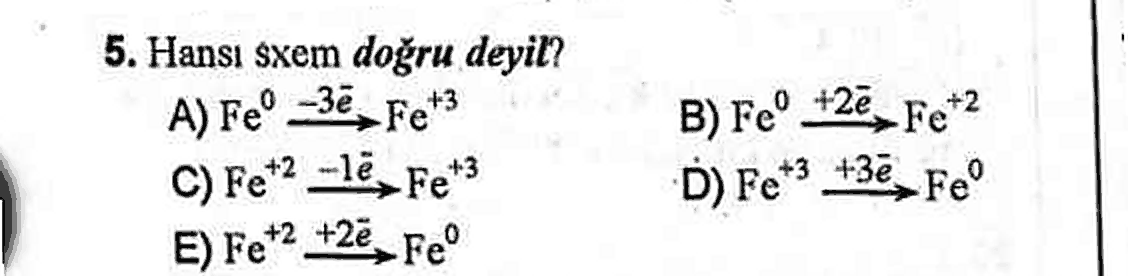 5. Hansı sxem doğru deyil?
A) Fe⁰ —(−3ē)→ Fe⁺³ B) Fe⁰ —(+2ē)→ Fe⁺²
C) Fe⁺² —(−1ē)→ Fe⁺³ D) Fe⁺³ —(+3ē)→ Fe⁰
E) Fe⁺² —(+2ē)→ Fe⁰